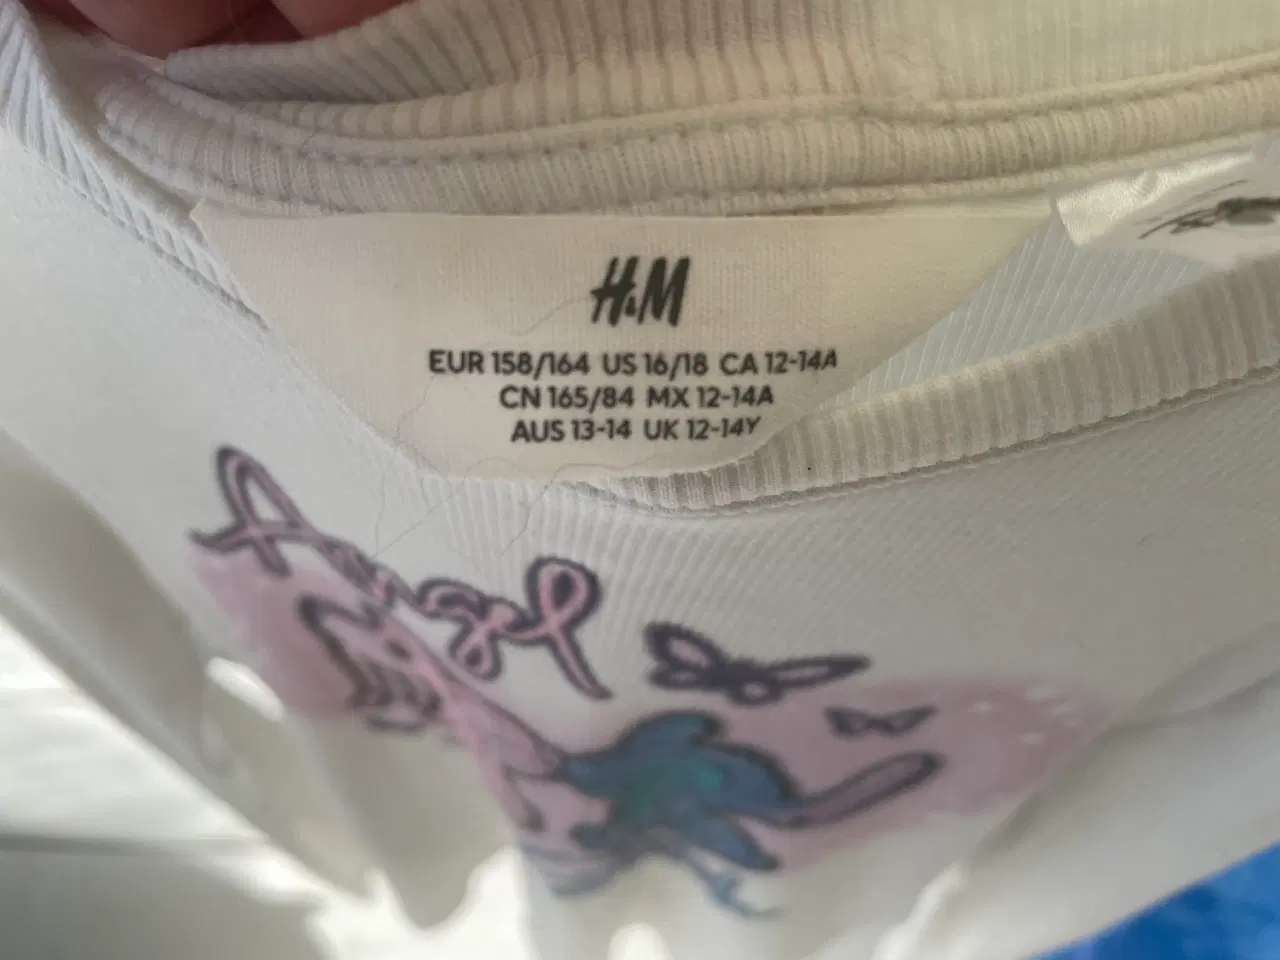 H&M
EUR 158/164 US 16/18 CA 12-14A
CN 165/84 MX 12-14A
AUS 13-14 UK 12-14Y
Angel